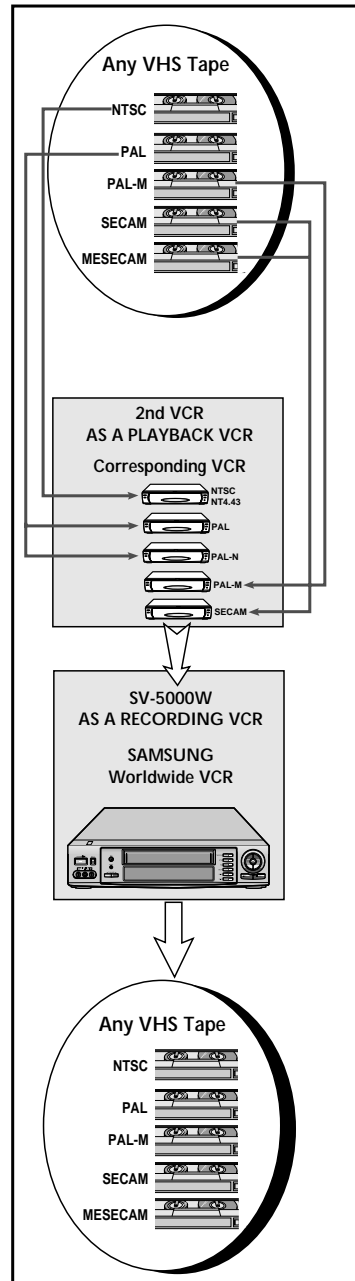 Any VHS Tape
NTSC
PAL
PAL-M
SECAM
MESECAM
2nd VCR
AS A PLAYBACK VCR
Corresponding VCR
NTSC
NT4.43
PAL
PAL-N
PAL-M
SECAM
SV-5000W
AS A RECORDING VCR
SAMSUNG
Worldwide VCR
Any VHS Tape
NTSC
PAL
PAL-M
SECAM
MESECAM